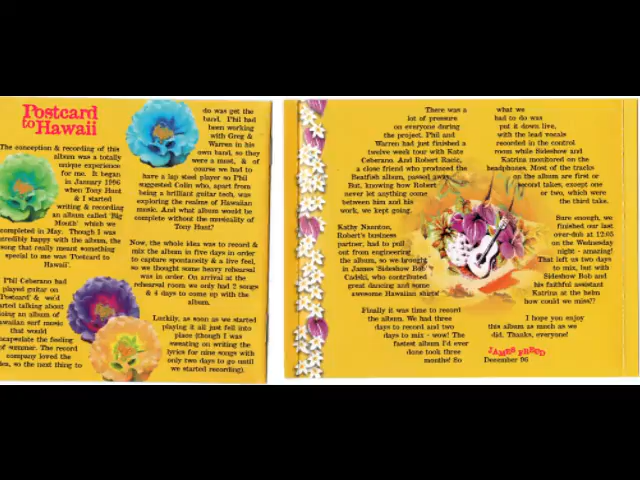 Postcard
to Hawaii
The conception & recording of this
album was a totally
unique experience
for me. It began
in January 1996
when Tony Hunt
& I started
writing & recording
an album called 'Big
Mouth' which we
completed in May. Though I was
incredibly happy with the album, the
song that really meant something
special to me was 'Postcard to
Hawaii'.
Phil Ceberano had
played guitar on
'Postcard' & we'd
started talking about
doing an album of
Hawaiian surf music
that would
encapsulate the feeling
of summer. The record
company loved the
idea, so the next thing to
do was get the
band. Phil had
been working
with Greg &
Warren in his
own band, so they
were a must, & of
course we had to
have a lap steel player so Phil
suggested Colin who, apart from
being a brilliant guitar tech, was
exploring the realms of Hawaiian
music. And what album would be
complete without the musicality of
Tony Hunt?
Now, the whole idea was to record &
mix the album in five days in order
to capture spontaneity & a live feel,
so we thought some heavy rehearsal
was in order. On arrival at the
rehearsal room we only had 2 songs
& 4 days to come up with the
album.
Luckily, as soon as we started
playing it all just fell into
place (though I was
sweating on writing the
lyrics for nine songs with
only two days to go until
we started recording).
There was a
lot of pressure
on everyone during
the project. Phil and
Warren had just finished a
twelve week tour with Kate
Ceberano. And Robert Racic,
a close friend who produced the
Beatfish album, passed away.
But, knowing how Robert
never let anything come
between him and his
work, we kept going.
Kathy Naunton,
Robert's business
partner, had to pull
out from engineering
the album, so we brought
in James 'Sideshow Bob'
Cadsky, who contributed
great dancing and some
awesome Hawaiian shirts!
Finally it was time to record
the album. We had three
days to record and two
days to mix - wow! The
fastest album I'd ever
done took three
months! So
what we
had to do was
put it down live,
with the lead vocals
recorded in the control
room while Sideshow and
Katrina monitored on the
headphones. Most of the tracks
on the album are first or
second takes, except one
or two, which were
the third take.
Sure enough, we
finished our last
over-dub at 12:05
on the Wednesday
night - amazing!
That left us two days
to mix, but with
Sideshow Bob and
his faithful assistant
Katrina at the helm
how could we miss??
I hope you enjoy
this album as much as we
did. Thanks, everyone!
JAMES FREUD
December 96